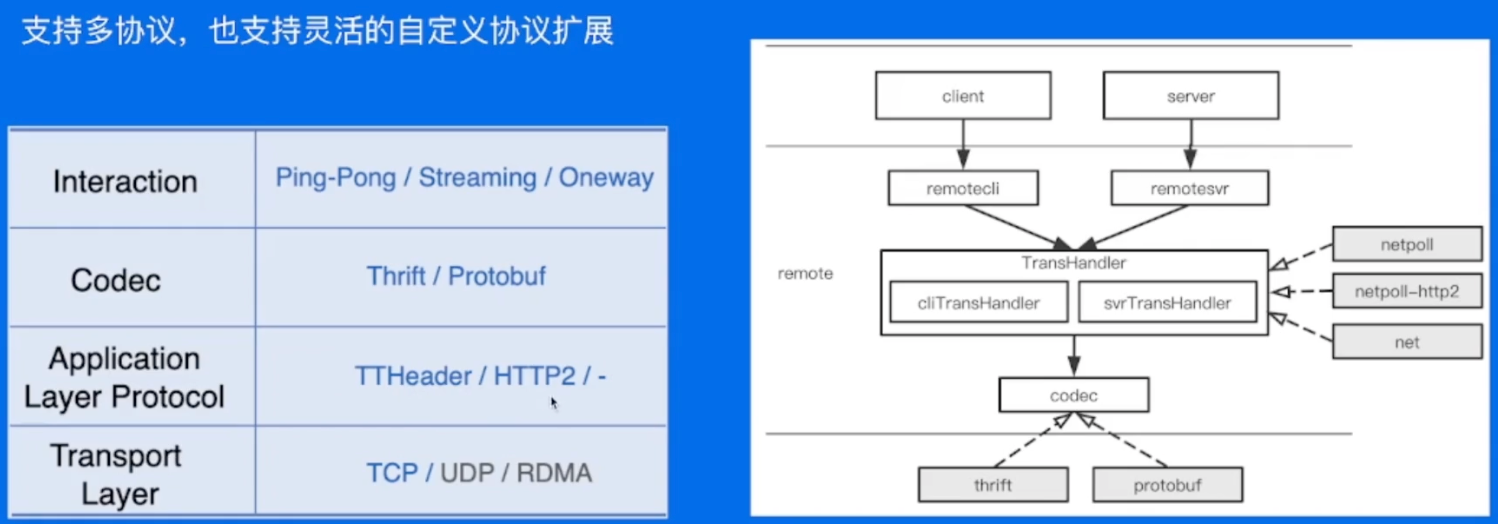 支持多协议，也支持灵活的自定义协议扩展
Interaction
Ping-Pong / Streaming / Oneway
Codec
Thrift / Protobuf
Application
Layer Protocol
TTHeader / HTTP2 / -
Transport
Layer
TCP / UDP / RDMA
client
server
remotecli
remotesvr
remote
TransHandler
cliTransHandler
svrTransHandler
netpoll
netpoll-http2
net
codec
thrift
protobuf